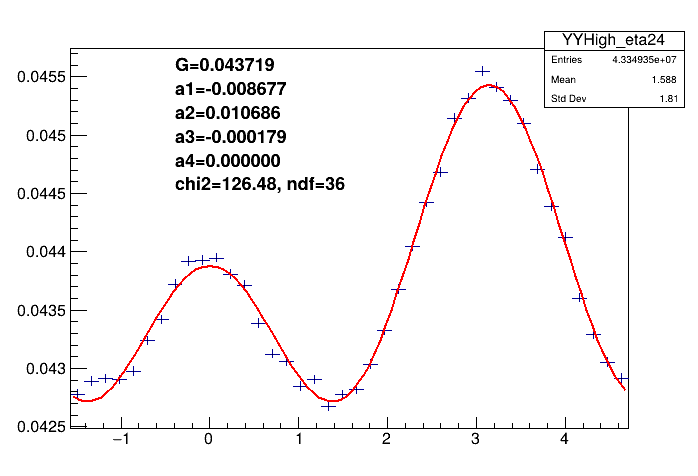 YYHigh_eta24
Entries 4.334935e+07
Mean 1.588
Std Dev 1.81
G=0.043719
a1=-0.008677
a2=0.010686
a3=-0.000179
a4=0.000000
chi2=126.48, ndf=36
0.0455
0.045
0.0445
0.044
0.0435
0.043
0.0425
−1 0 1 2 3 4